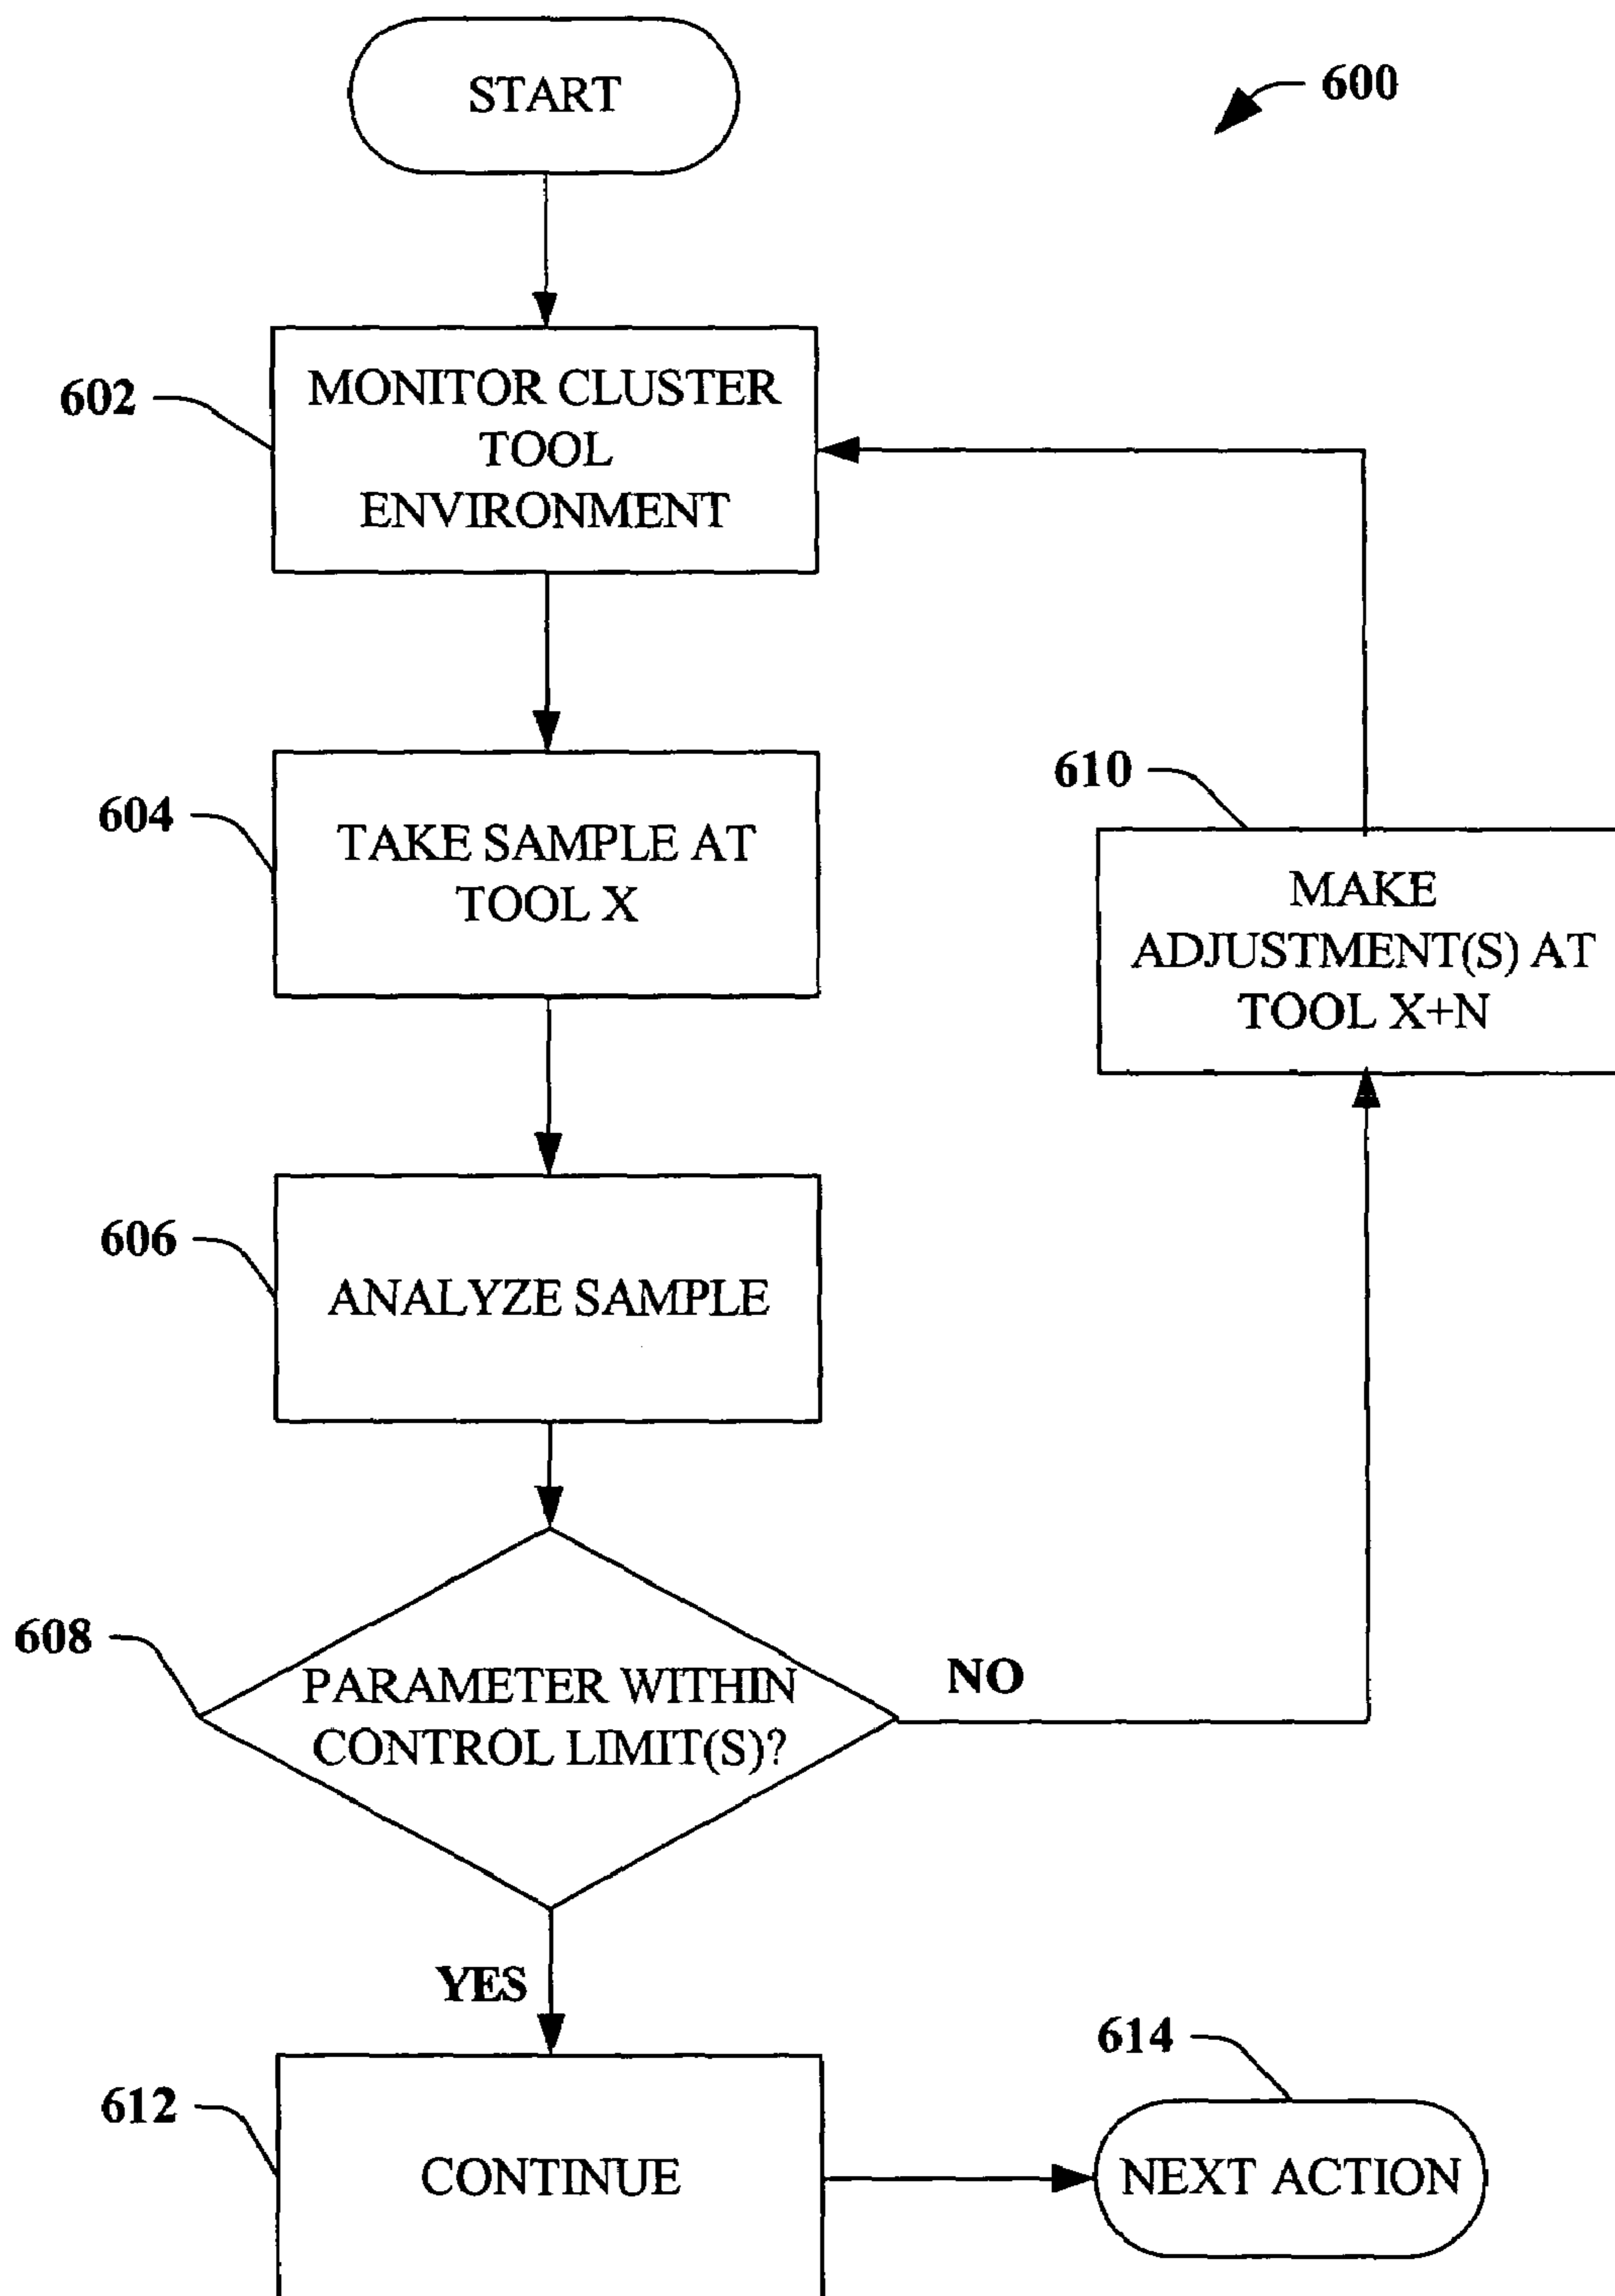 START
600
602
MONITOR CLUSTER
TOOL
ENVIRONMENT
604
TAKE SAMPLE AT
TOOL X
610
MAKE
ADJUSTMENT(S) AT
TOOL X+N
606
ANALYZE SAMPLE
608
PARAMETER WITHIN
CONTROL LIMIT(S)?
NO
YES
612
CONTINUE
614
NEXT ACTION